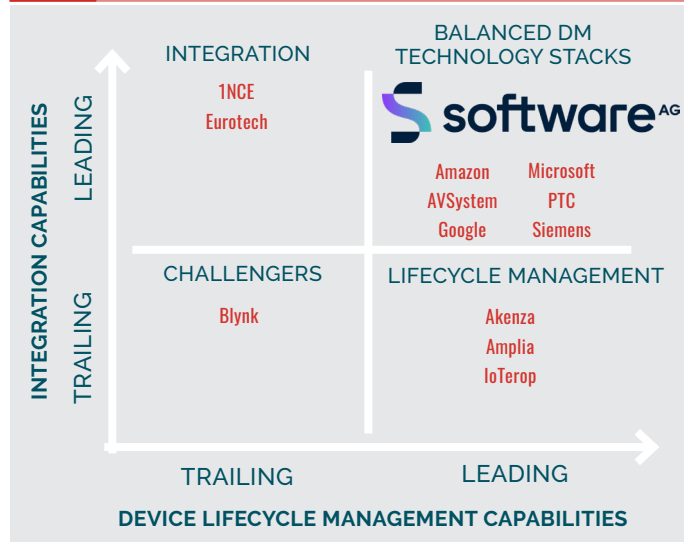 INTEGRATION
1NCE
Eurotech
BALANCED DM
TECHNOLOGY STACKS
software AG
Amazon
AVSystem
Google
Microsoft
PTC
Siemens
CHALLENGERS
Blynk
LIFECYCLE MANAGEMENT
Akenza
Amplia
IoTerop
INTEGRATION CAPABILITIES
LEADING
TRAILING
TRAILING
LEADING
DEVICE LIFECYCLE MANAGEMENT CAPABILITIES